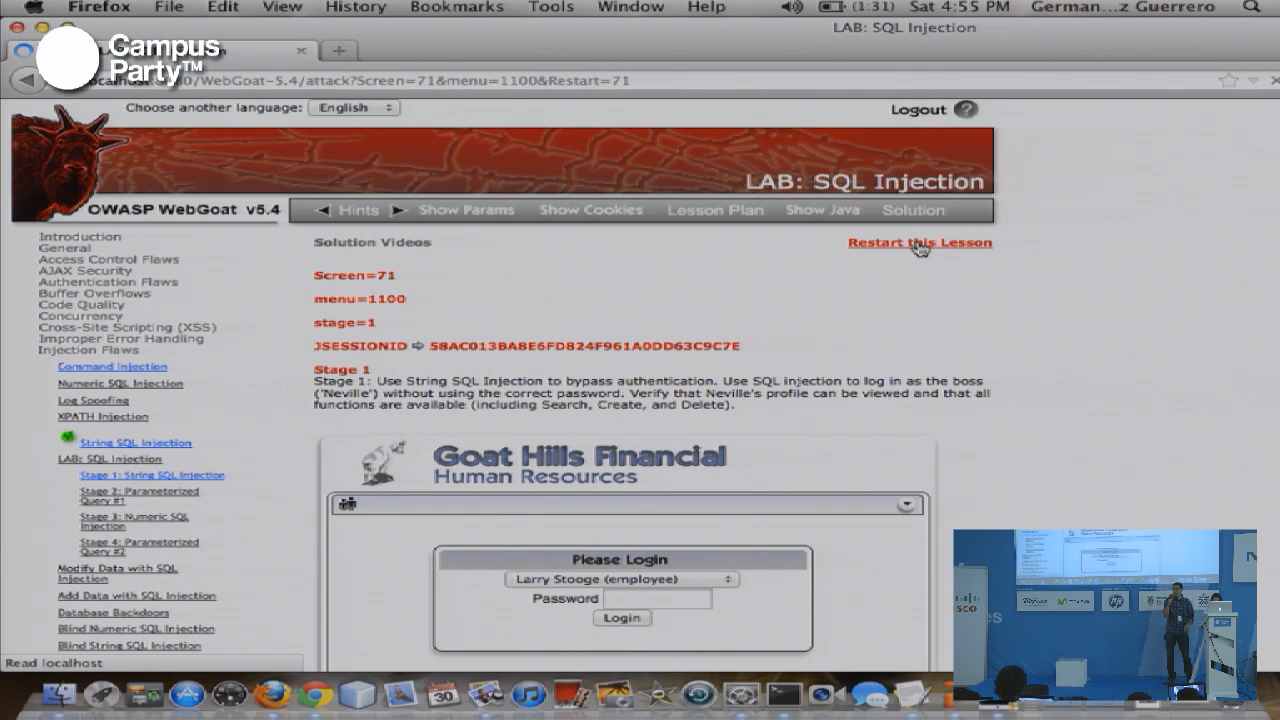 Firefox File Edit View History Bookmarks Tools Window Help (1:31) Sat 4:55 PM German...z Guerrero
LAB: SQL Injection
Campus
Party™
/WebGoat-5.4/attack?Screen=71&menu=1100&Restart=71
Choose another language: English
Logout ?
LAB: SQL Injection
OWASP WebGoat v5.4
Hints Show Params Show Cookies Lesson Plan Show Java Solution
Introduction
General
Access Control Flaws
AJAX Security
Authentication Flaws
Buffer Overflows
Code Quality
Concurrency
Cross-Site Scripting (XSS)
Improper Error Handling
Injection Flaws
Command Injection
Numeric SQL Injection
Log Spoofing
XPATH Injection
String SQL Injection
LAB: SQL Injection
Stage 1: String SQL Injection
Stage 2: Parameterized
Query #1
Stage 3: Numeric SQL
Injection
Stage 4: Parameterized
Query #2
Modify Data with SQL
Injection
Add Data with SQL Injection
Database Backdoors
Blind Numeric SQL Injection
Blind String SQL Injection
Solution Videos
Restart this Lesson
Screen=71
menu=1100
stage=1
JSESSIONID ⇨ 58AC013BABE6FD824F961A0DD63C9C7E
Stage 1
Stage 1: Use String SQL Injection to bypass authentication. Use SQL injection to log in as the boss
('Neville') without using the correct password. Verify that Neville's profile can be viewed and that all
functions are available (including Search, Create, and Delete).
Goat Hills Financial
Human Resources
Please Login
Larry Stooge (employee)
Password
Login
Read localhost
30
hp